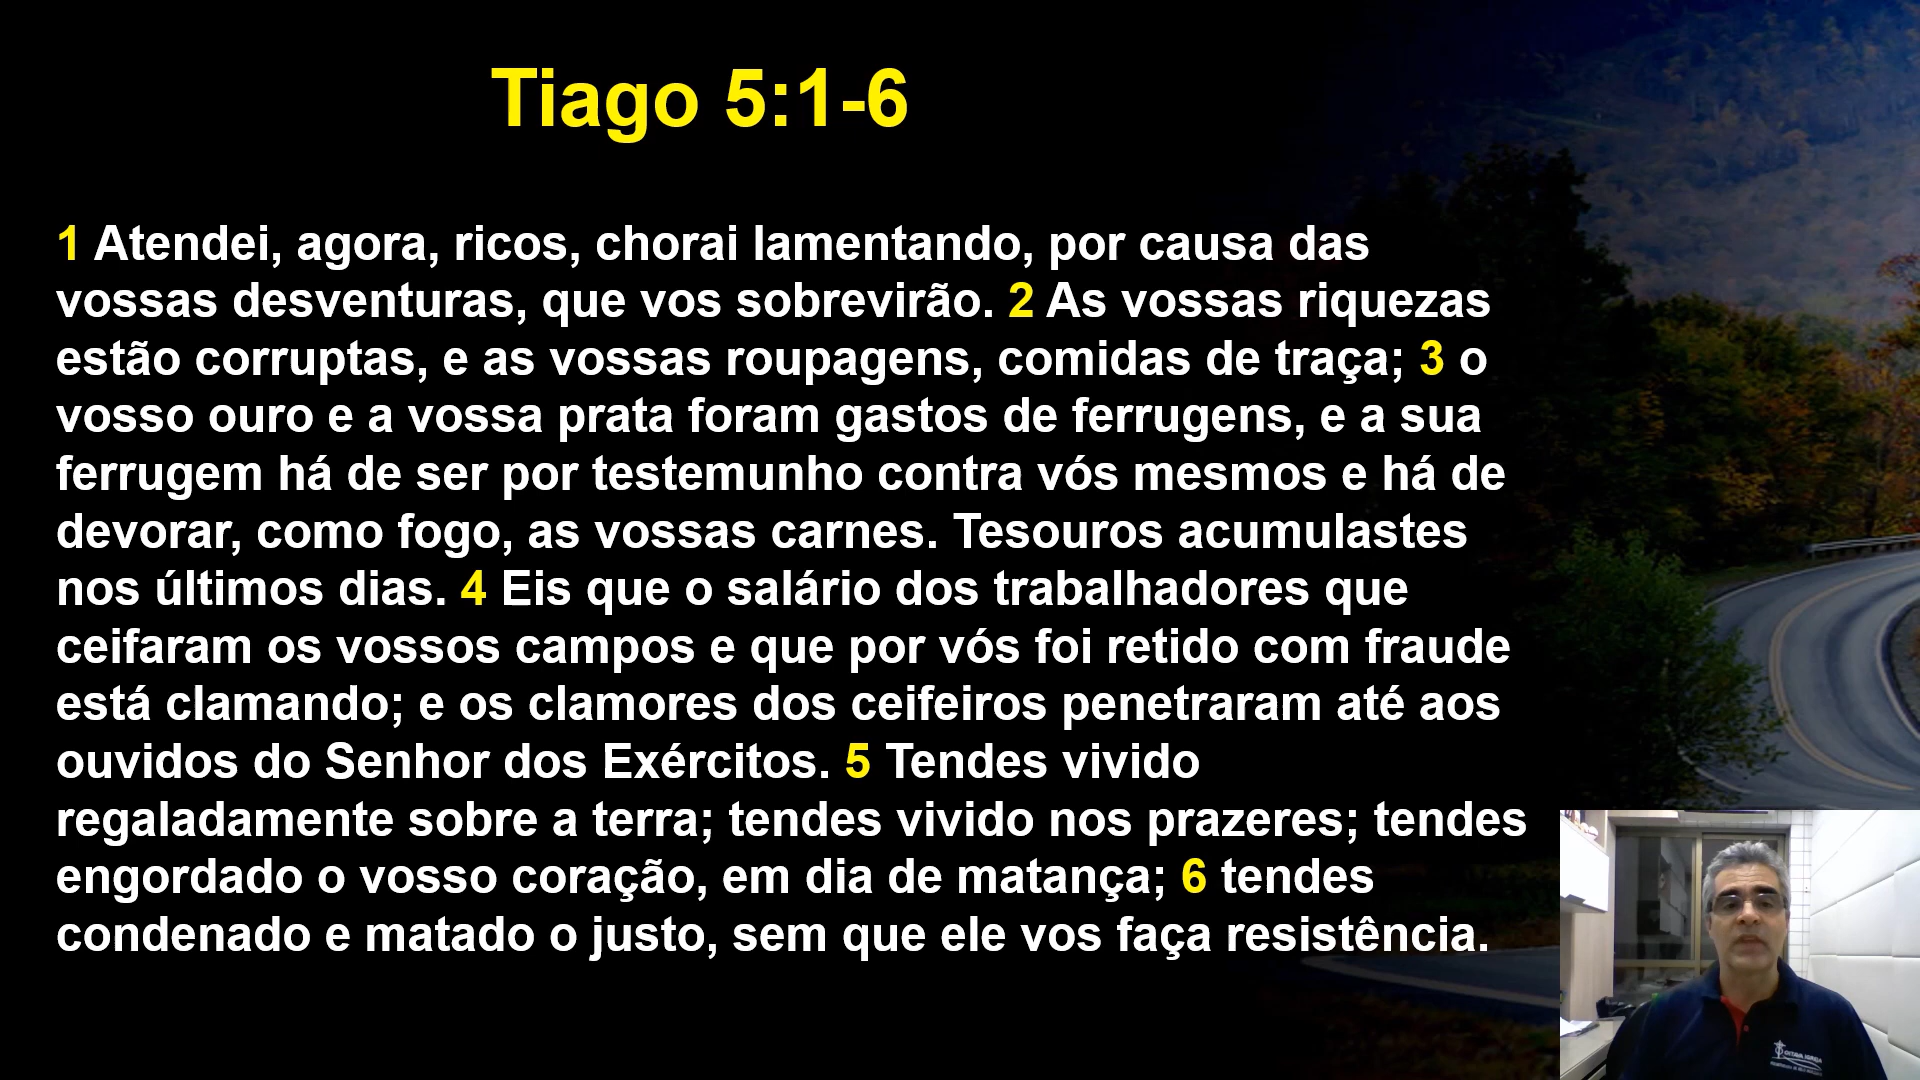 Tiago 5:1-6
1 Atendei, agora, ricos, chorai lamentando, por causa das
vossas desventuras, que vos sobrevirão. 2 As vossas riquezas
estão corruptas, e as vossas roupagens, comidas de traça; 3 o
vosso ouro e a vossa prata foram gastos de ferrugens, e a sua
ferrugem há de ser por testemunho contra vós mesmos e há de
devorar, como fogo, as vossas carnes. Tesouros acumulastes
nos últimos dias. 4 Eis que o salário dos trabalhadores que
ceifaram os vossos campos e que por vós foi retido com fraude
está clamando; e os clamores dos ceifeiros penetraram até aos
ouvidos do Senhor dos Exércitos. 5 Tendes vivido
regaladamente sobre a terra; tendes vivido nos prazeres; tendes
engordado o vosso coração, em dia de matança; 6 tendes
condenado e matado o justo, sem que ele vos faça resistência.
OITAVA IGREJA